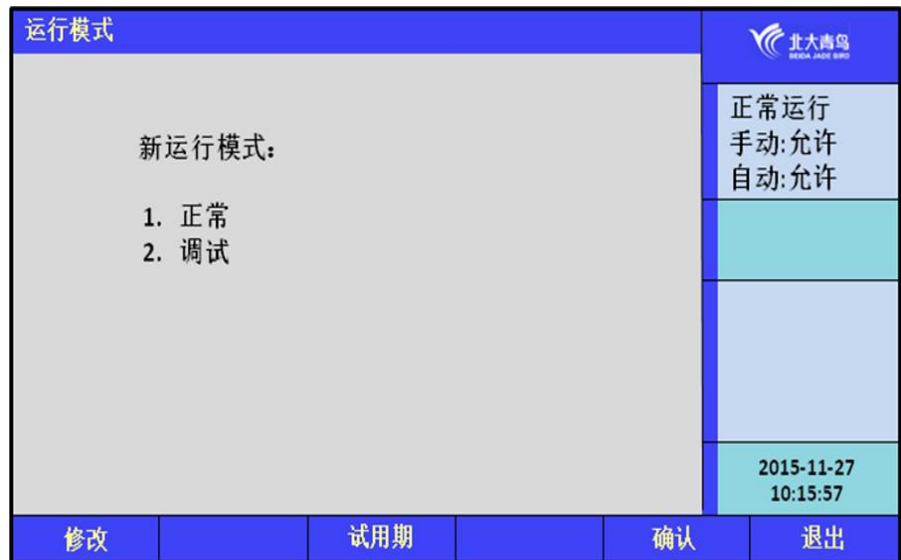 运行模式
北大青鸟
BEIDA JADE BIRD
正常运行
手动:允许
自动:允许
新运行模式:
1. 正常
2. 调试
2015-11-27
10:15:57
修改 试用期 确认 退出